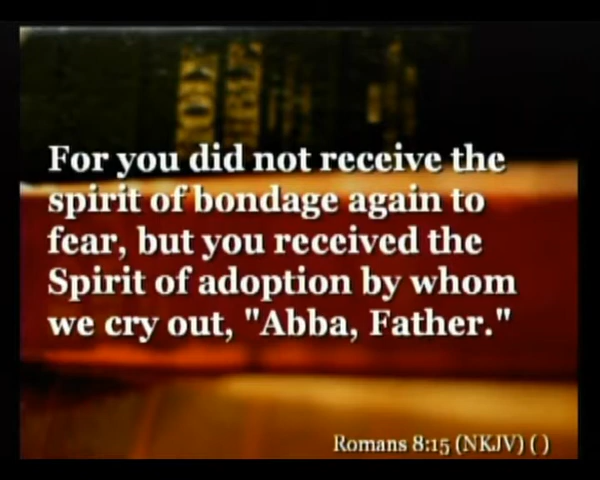 For you did not receive the
spirit of bondage again to
fear, but you received the
Spirit of adoption by whom
we cry out, "Abba, Father."
Romans 8:15 (NKJV) ( )